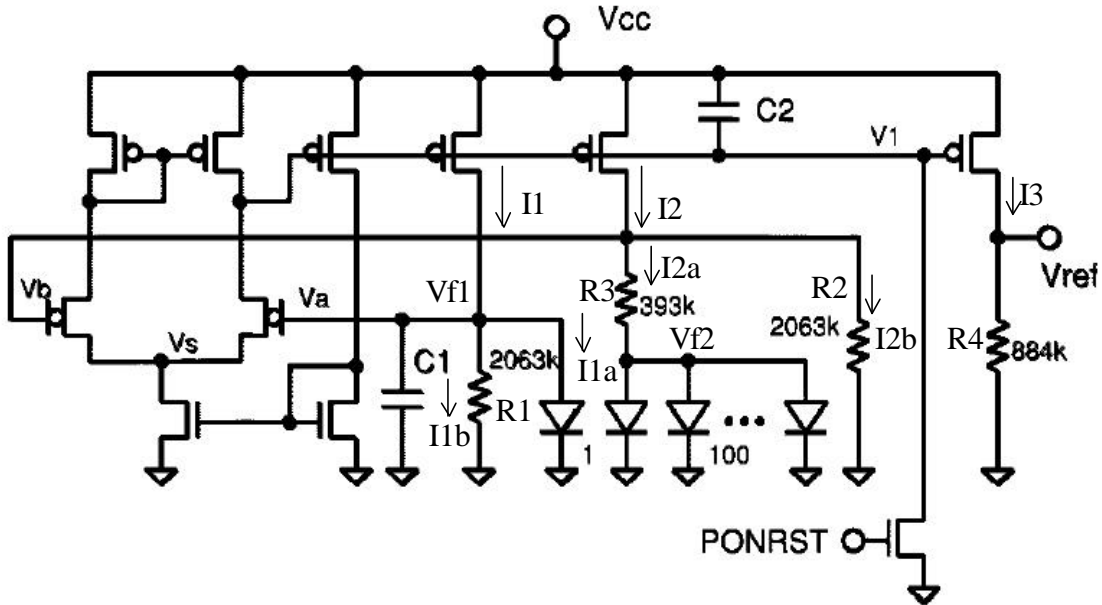 Vcc
C2
V1
I1
I2
I3
I2a
Vb
Va
Vf1
R3
393k
R2
Vref
Vs
Vf2
2063k
I2b
R4
884k
C1
2063k
I1a
I1b
R1
1
100
PONRST